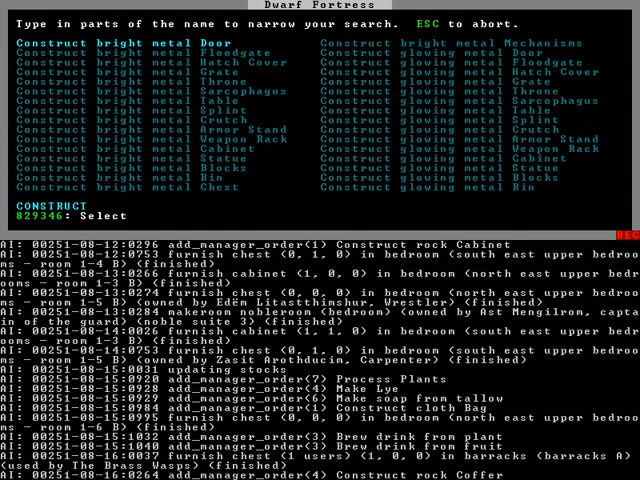 Dwarf Fortress
Type in parts of the name to narrow your search.  ESC to abort.
Construct bright metal Door Construct bright metal Mechanisms
Construct bright metal Floodgate Construct glowing metal Door
Construct bright metal Hatch Cover Construct glowing metal Floodgate
Construct bright metal Grate Construct glowing metal Hatch Cover
Construct bright metal Throne Construct glowing metal Grate
Construct bright metal Sarcophagus Construct glowing metal Throne
Construct bright metal Table Construct glowing metal Sarcophagus
Construct bright metal Splint Construct glowing metal Table
Construct bright metal Crutch Construct glowing metal Splint
Construct bright metal Armor Stand Construct glowing metal Crutch
Construct bright metal Weapon Rack Construct glowing metal Armor Stand
Construct bright metal Cabinet Construct glowing metal Weapon Rack
Construct bright metal Statue Construct glowing metal Cabinet
Construct bright metal Blocks Construct glowing metal Statue
Construct bright metal Bin Construct glowing metal Blocks
Construct bright metal Chest Construct glowing metal Bin
CONSTRUCT
829346: Select
REC
AI: 00251-08-12:0296 add_manager_order(1) Construct rock Cabinet
AI: 00251-08-12:0753 furnish chest (0, 1, 0) in bedroom (south east upper bedroo
ms - room 1-4 B) (finished)
AI: 00251-08-13:0266 furnish cabinet (1, 0, 0) in bedroom (north east upper bedr
ooms - room 1-3 B) (finished)
AI: 00251-08-13:0274 furnish chest (0, 0, 0) in bedroom (north east upper bedroo
ms - room 1-5 B) (owned by Edëm Litastthimshur, Wrestler) (finished)
AI: 00251-08-13:0284 makeroom nobleroom (bedroom) (owned by Ast Mengilrom, capta
in of the guard) (noble suite 3) (finished)
AI: 00251-08-14:0026 furnish cabinet (1, 1, 0) in bedroom (north east upper bedr
ooms - room 1-3 B) (finished)
AI: 00251-08-14:0753 furnish chest (0, 1, 0) in bedroom (south east upper bedroo
ms - room 1-5 B) (owned by Zasit Arothducim, Carpenter) (finished)
AI: 00251-08-15:0031 updating stocks
AI: 00251-08-15:0920 add_manager_order(7) Process Plants
AI: 00251-08-15:0928 add_manager_order(4) Make Lye
AI: 00251-08-15:0929 add_manager_order(6) Make soap from tallow
AI: 00251-08-15:0984 add_manager_order(1) Construct cloth Bag
AI: 00251-08-15:0995 furnish chest (0, 0, 0) in bedroom (north east upper bedroo
ms - room 1-6 B) (finished)
AI: 00251-08-15:1032 add_manager_order(3) Brew drink from plant
AI: 00251-08-15:1040 add_manager_order(3) Brew drink from fruit
AI: 00251-08-16:0037 furnish chest (1 users) (1, 0, 0) in barracks (barracks A)
(used by The Brass Wasps) (finished)
AI: 00251-08-16:0264 add_manager_order(4) Construct rock Coffer